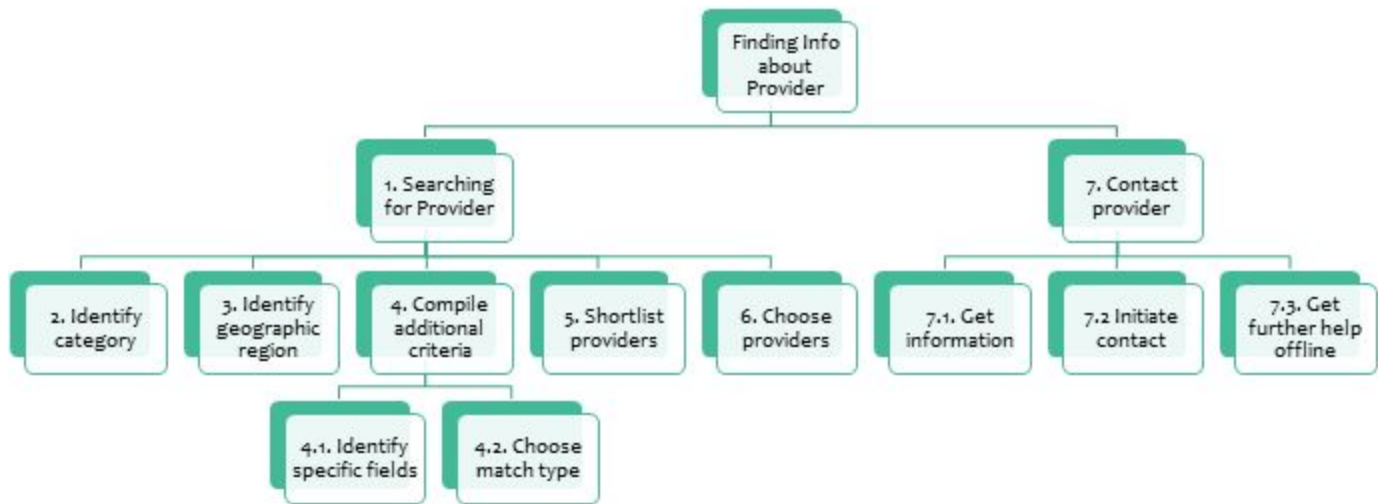 Finding Info
about
Provider
1. Searching
for Provider
7. Contact
provider
2. Identify
category
3. Identify
geographic
region
4. Compile
additional
criteria
5. Shortlist
providers
6. Choose
providers
7.1. Get
information
7.2 Initiate
contact
7.3. Get
further help
offline
4.1. Identify
specific fields
4.2. Choose
match type